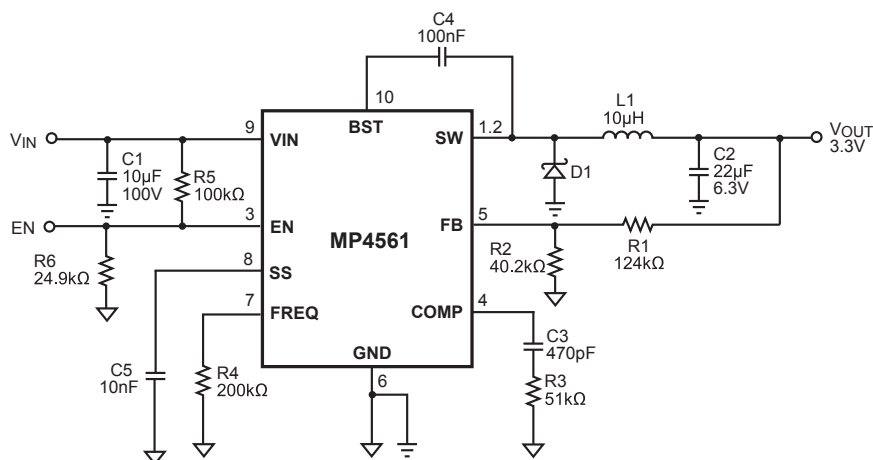 C4
100nF
10
L1
10µH
VIN
9
VIN
BST
SW
1.2
VOUT
3.3V
C1
10µF
100V
R5
100kΩ
D1
C2
22µF
6.3V
EN
3
EN
MP4561
FB
5
R6
24.9kΩ
R2
40.2kΩ
R1
124kΩ
8
SS
7
FREQ
COMP
4
GND
C3
470pF
C5
10nF
R4
200kΩ
6
R3
51kΩ